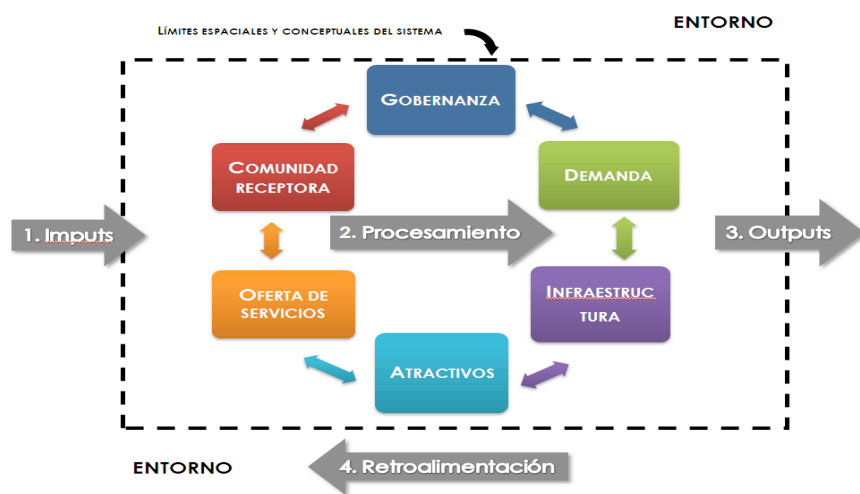 ENTORNO
LÍMITES ESPACIALES Y CONCEPTUALES DEL SISTEMA
GOBERNANZA
COMUNIDAD
RECEPTORA
DEMANDA
1. Imputs
2. Procesamiento
3. Outputs
OFERTA DE
SERVICIOS
INFRAESTRUC
TURA
ATRACTIVOS
ENTORNO
4. Retroalimentación